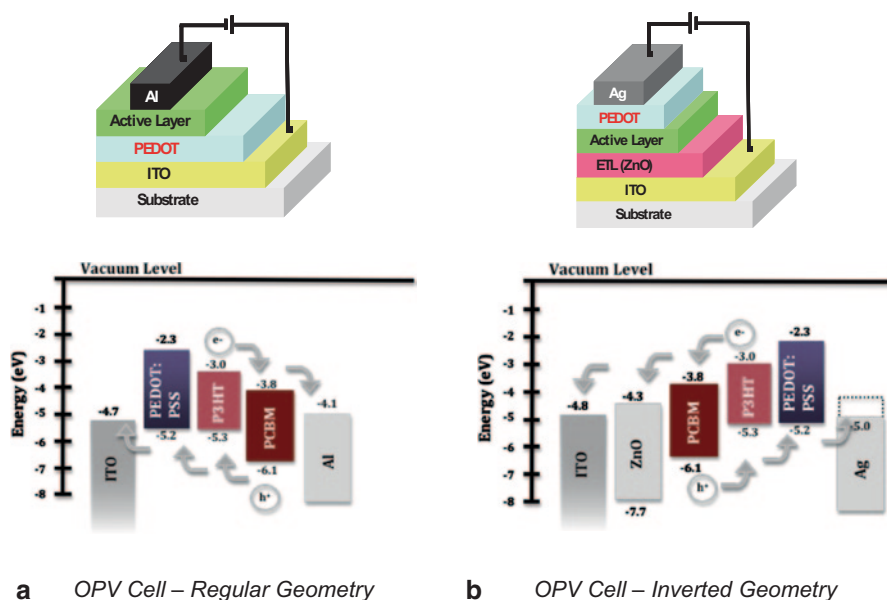 Al
Active Layer
PEDOT
ITO
Substrate
Ag
PEDOT
Active Layer
ETL (ZnO)
ITO
Substrate
Vacuum Level
Energy (eV)
-1
-2
-3
-4
-5
-6
-7
-8
-4.7
ITO
-2.3
PEDOT:
PSS
-5.2
e-
-3.0
P3HT
-5.3
-3.8
PCBM
-6.1
h+
-4.1
Al
Vacuum Level
Energy (eV)
-1
-2
-3
-4
-5
-6
-7
-8
-4.8
ITO
-4.3
ZnO
-7.7
-3.8
PCBM
-6.1
h+
e-
-3.0
P3HT
-5.3
-2.3
PEDOT:
PSS
-5.2
-5.0
Ag
a OPV Cell – Regular Geometry
b OPV Cell – Inverted Geometry